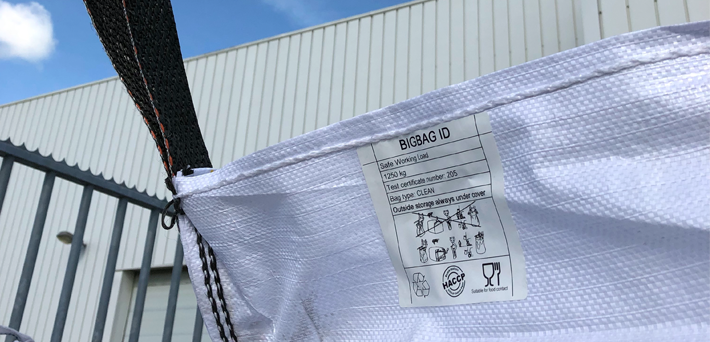 BIGBAG ID
Safe Working Load
1250 kg
Test certificate number: 205
Bag type: CLEAN
Outside storage always under cover
HACCP
Suitable for food contact